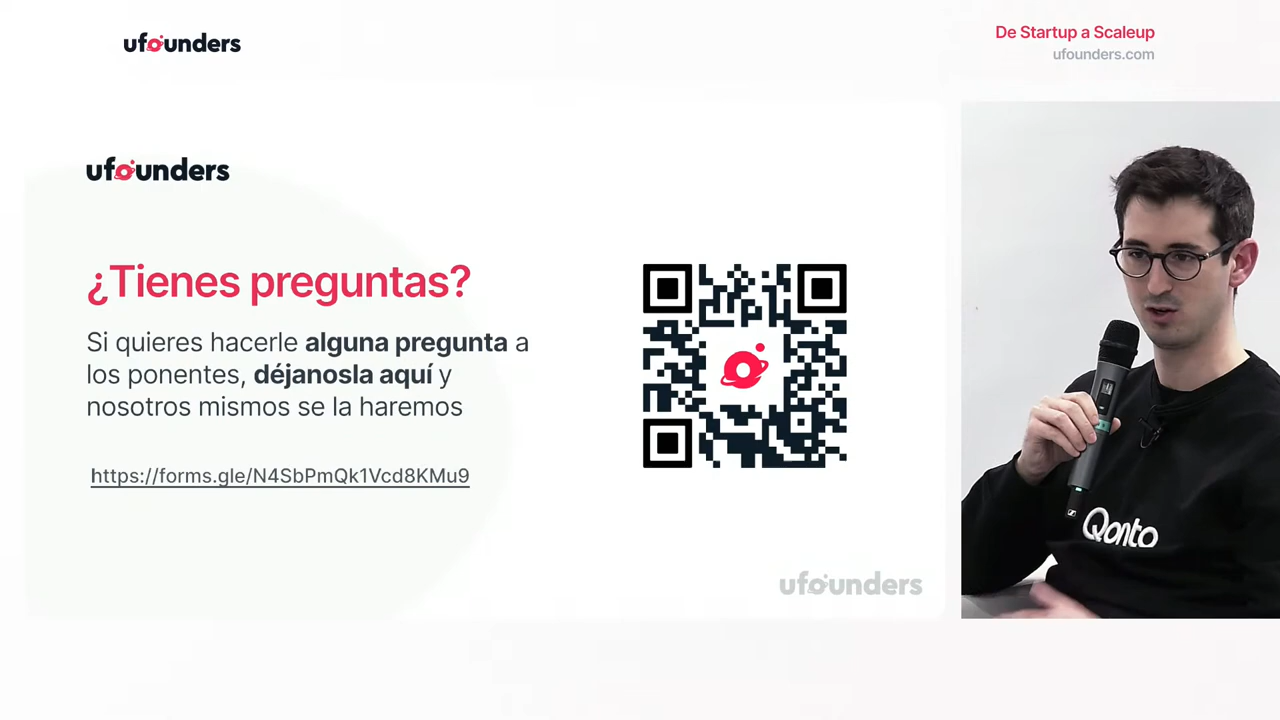 ufounders
De Startup a Scaleup
ufounders.com
ufounders
¿Tienes preguntas?
Si quieres hacerle alguna pregunta a
los ponentes, déjanosla aquí y
nosotros mismos se la haremos
https://forms.gle/N4SbPmQk1Vcd8KMu9
ufounders
Qonto